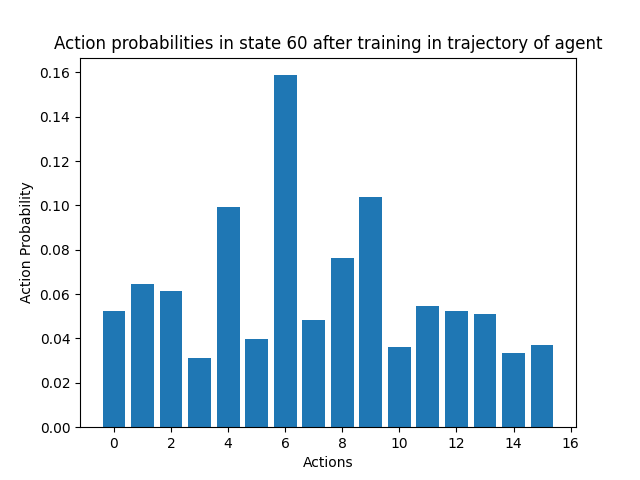 Action probabilities in state 60 after training in trajectory of agent
0.16
0.14
0.12
0.10
0.08
0.06
0.04
0.02
0.00
Action Probability
0 2 4 6 8 10 12 14 16
Actions